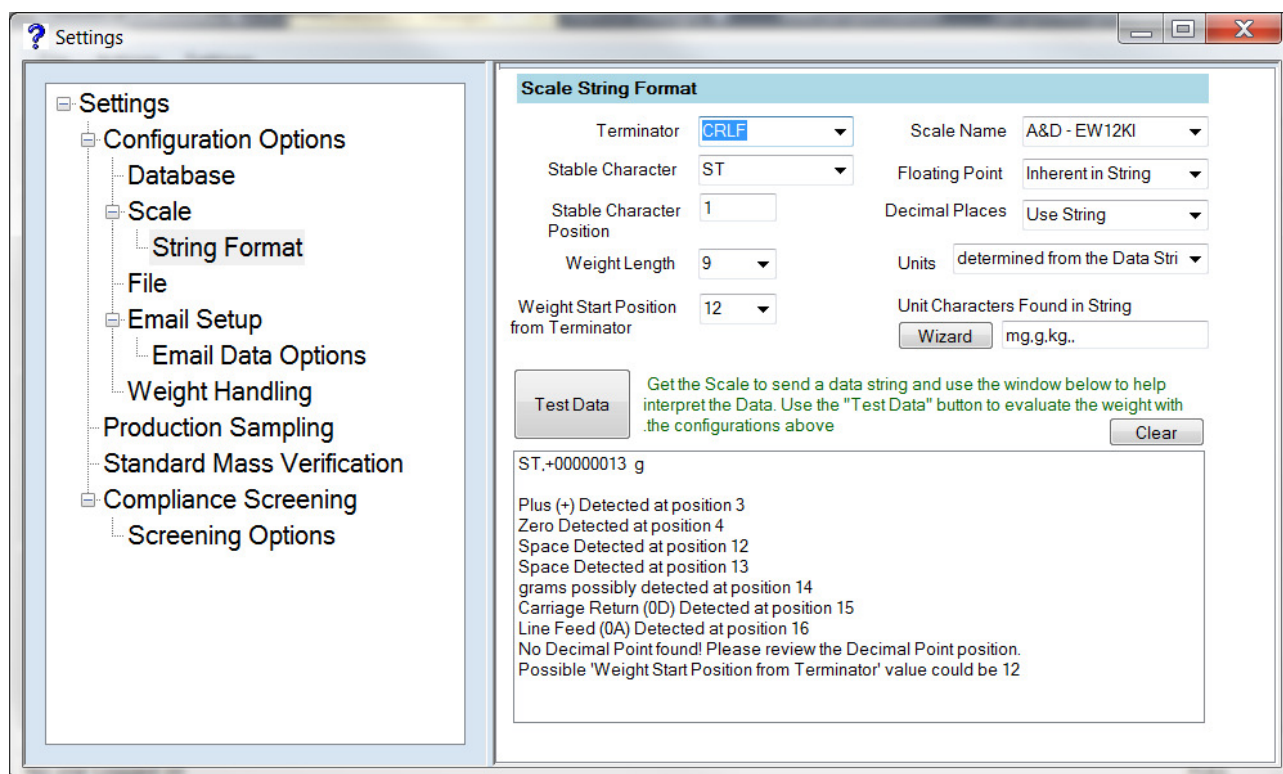 Settings
Settings
Configuration Options
Database
Scale
String Format
File
Email Setup
Email Data Options
Weight Handling
Production Sampling
Standard Mass Verification
Compliance Screening
Screening Options
Scale String Format
Terminator CRLF
Scale Name A&D - EW12KI
Stable Character ST
Floating Point Inherent in String
Stable Character
Position
1
Decimal Places Use String
Weight Length 9
Units determined from the Data Stri
Weight Start Position
from Terminator
12
Unit Characters Found in String
Wizard mg,g,kg,,
Test Data
Get the Scale to send a data string and use the window below to help
interpret the Data. Use the "Test Data" button to evaluate the weight with
.the configurations above
Clear
ST,+00000013 g
Plus (+) Detected at position 3
Zero Detected at position 4
Space Detected at position 12
Space Detected at position 13
grams possibly detected at position 14
Carriage Return (0D) Detected at position 15
Line Feed (0A) Detected at position 16
No Decimal Point found! Please review the Decimal Point position.
Possible 'Weight Start Position from Terminator' value could be 12